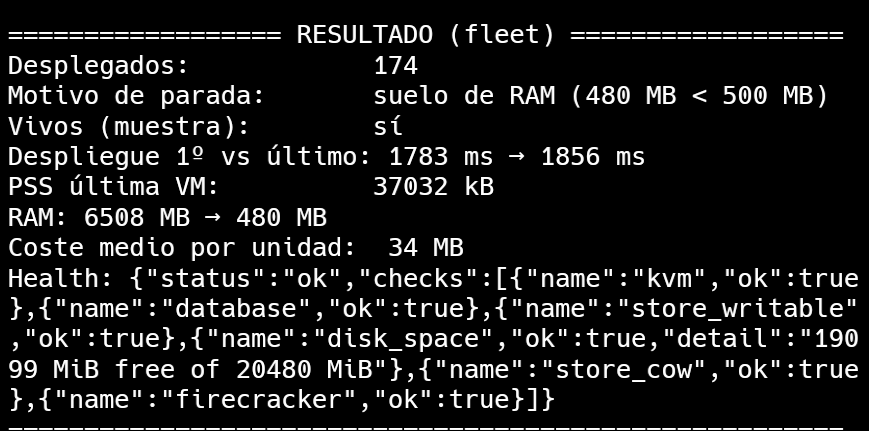 ================== RESULTADO (fleet) ==================
Desplegados:            174
Motivo de parada:       suelo de RAM (480 MB < 500 MB)
Vivos (muestra):        sí
Despliegue 1º vs último: 1783 ms → 1856 ms
PSS última VM:          37032 kB
RAM: 6508 MB → 480 MB
Coste medio por unidad:  34 MB
Health: {"status":"ok","checks":[{"name":"kvm","ok":true
},{"name":"database","ok":true},{"name":"store_writable"
,"ok":true},{"name":"disk_space","ok":true,"detail":"190
99 MiB free of 20480 MiB"},{"name":"store_cow","ok":true
},{"name":"firecracker","ok":true}]}
=======================================================